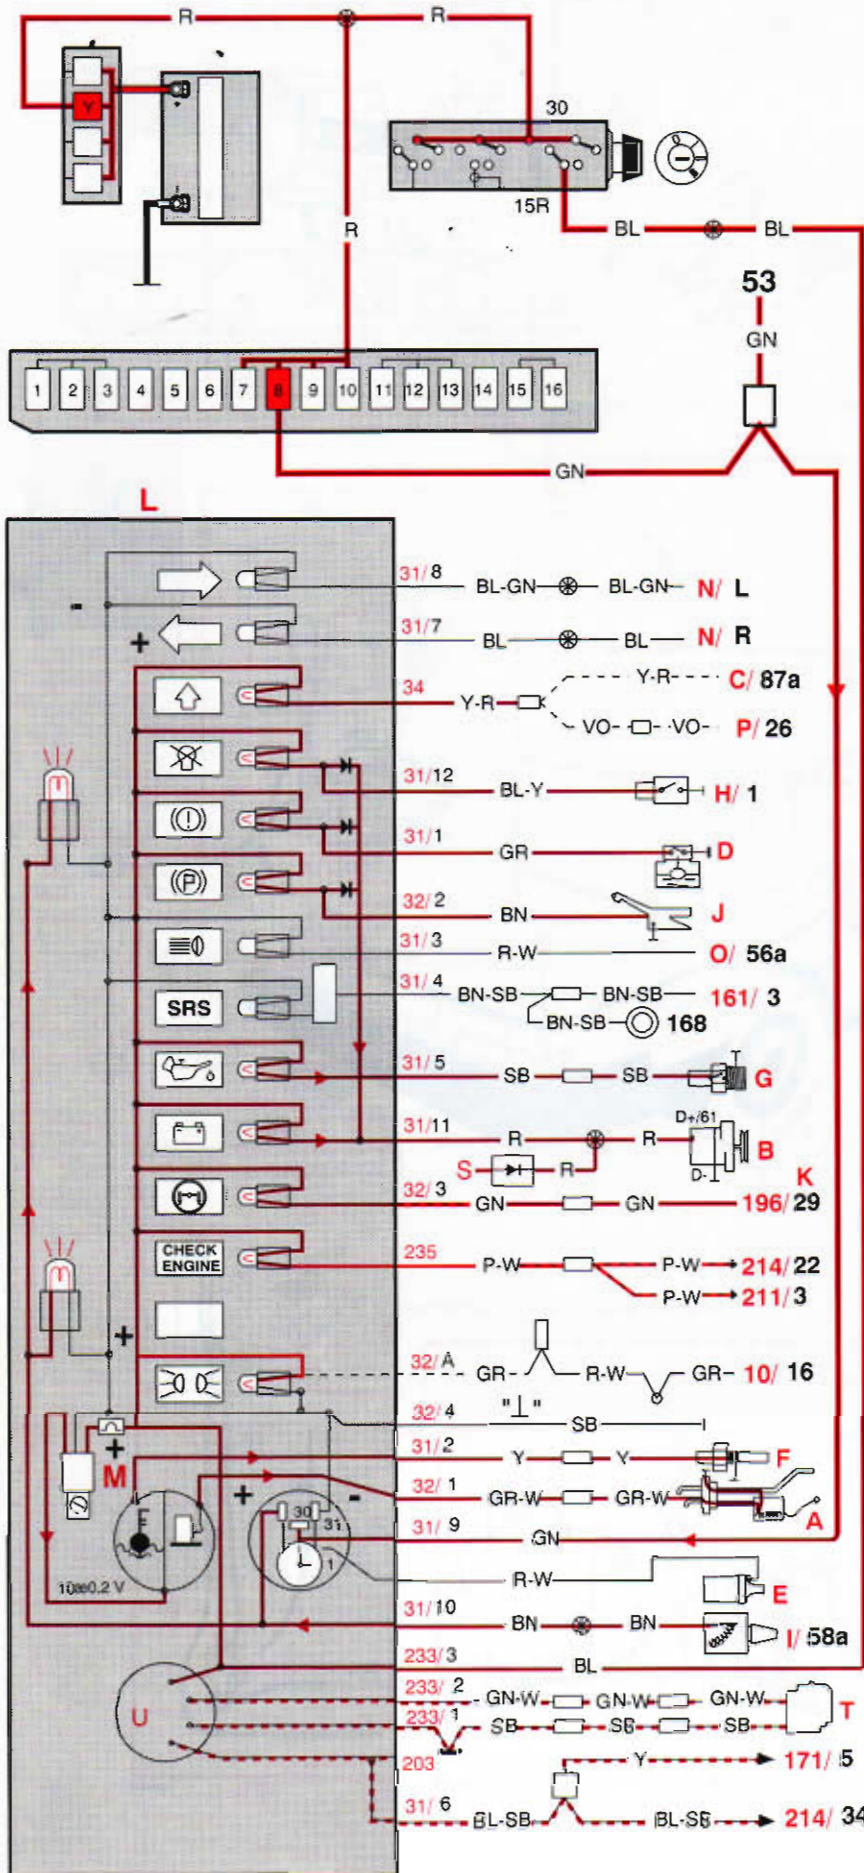 R R
Y
30
15R
R
BL BL
53
GN
1 2 3 4 5 6 7 8 9 10 11 12 13 14 15 16
GN
L
31/8 BL-GN BL-GN N/ L
+ 31/7 BL BL N/ R
34 Y-R Y-R C/ 87a
VO VO P/ 26
31/12 BL-Y H/ 1
(!) 31/1 GR D
(P) 32/2 BN J
31/3 R-W O/ 56a
SRS 31/4 BN-SB BN-SB 161/ 3
BN-SB 168
31/5 SB SB G
D+/61
31/11 R R B
S R D-
K
32/3 GN GN 196/ 29
CHECK
ENGINE
235 P-W P-W 214/ 22
P-W 211/ 3
+
32/A GR R-W GR 10/ 16
32/4 "⊥" SB
+ M 31/2 Y Y F
+ - 32/1 GR-W GR-W A
30
31
31/9 GN
1
10±0.2 V
R-W E
31/10 BN BN I/ 58a
233/3 BL
233/2 GN-W GN-W GN-W T
U
233/1 SB SB SB
203 Y 171/ 5
31/6 BL-SB BL-SB 214/ 34